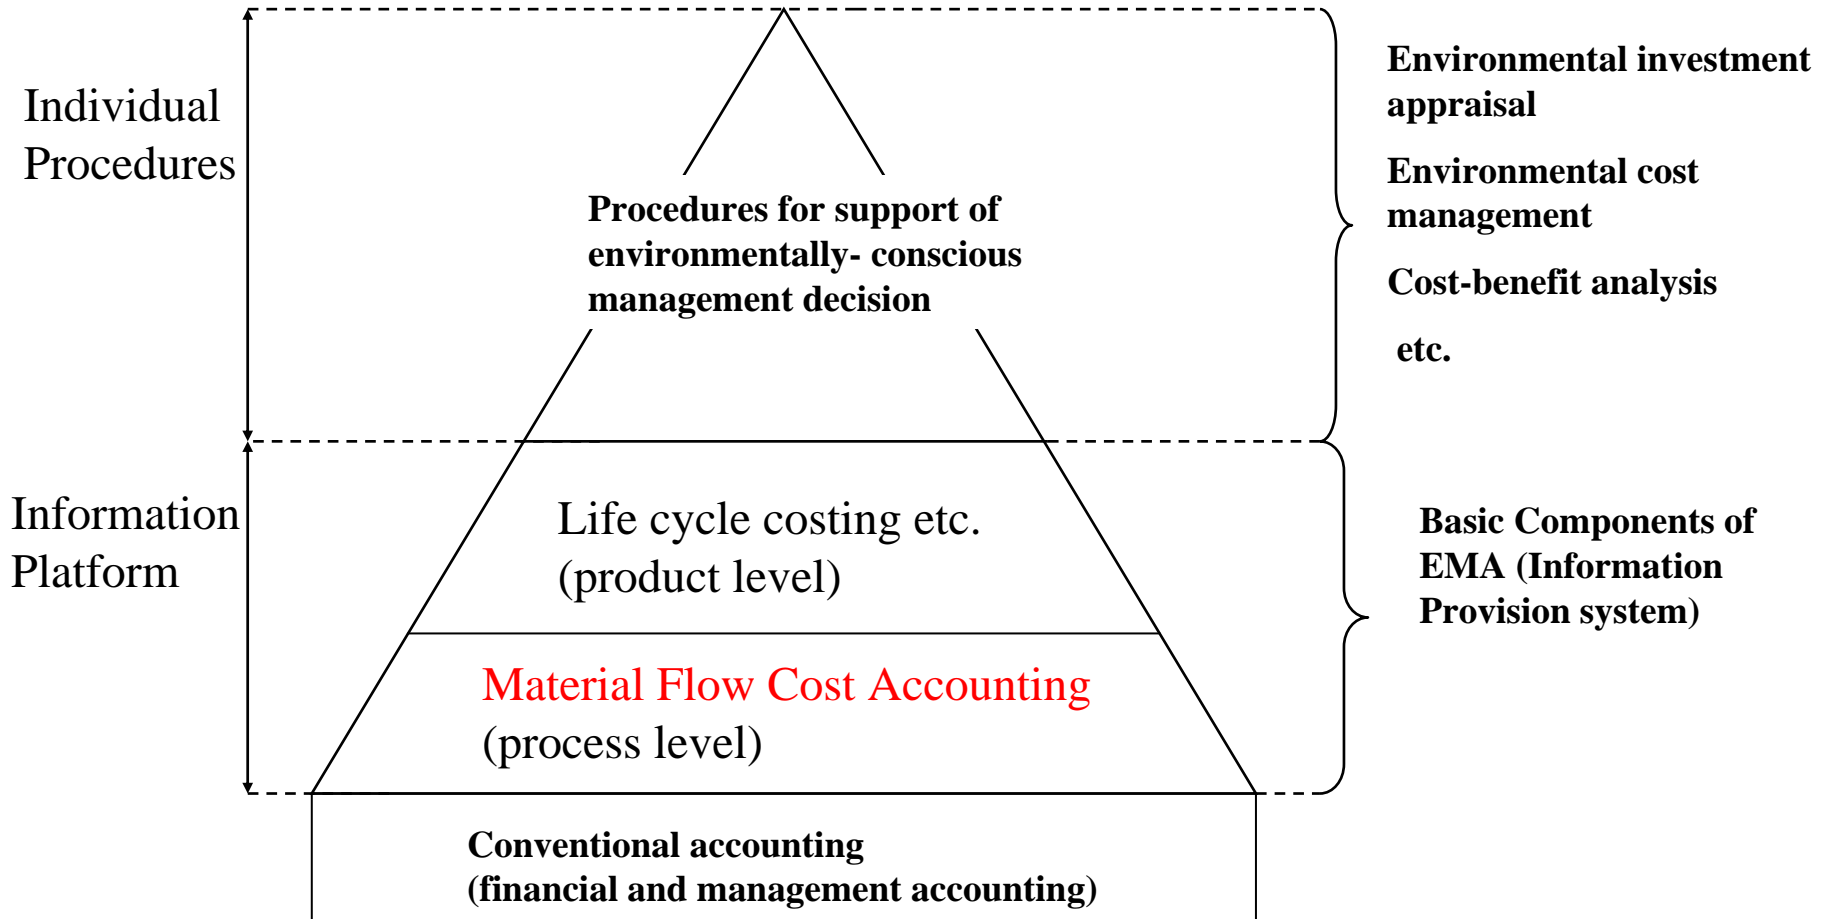 Individual
Procedures
Procedures for support of
environmentally- conscious
management decision
Environmental investment
appraisal
Environmental cost
management
Cost-benefit analysis
etc.
Information
Platform
Life cycle costing etc.
(product level)
Material Flow Cost Accounting
(process level)
Basic Components of
EMA (Information
Provision system)
Conventional accounting
(financial and management accounting)